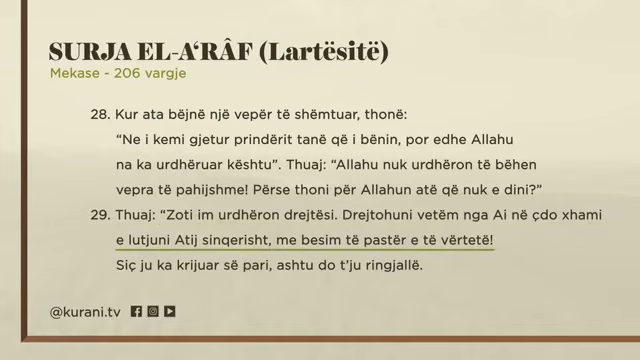 SURJA EL-A‘RÂF (Lartësitë)
Mekase - 206 vargje
28. Kur ata bëjnë një vepër të shëmtuar, thonë:
“Ne i kemi gjetur prindërit tanë që i bënin, por edhe Allahu
na ka urdhëruar kështu”. Thuaj: “Allahu nuk urdhëron të bëhen
vepra të pahijshme! Përse thoni për Allahun atë që nuk e dini?”
29. Thuaj: “Zoti im urdhëron drejtësi. Drejtohuni vetëm nga Ai në çdo xhami
e lutjuni Atij sinqerisht, me besim të pastër e të vërtetë!
Siç ju ka krijuar së pari, ashtu do t’ju ringjallë.
@kurani.tv